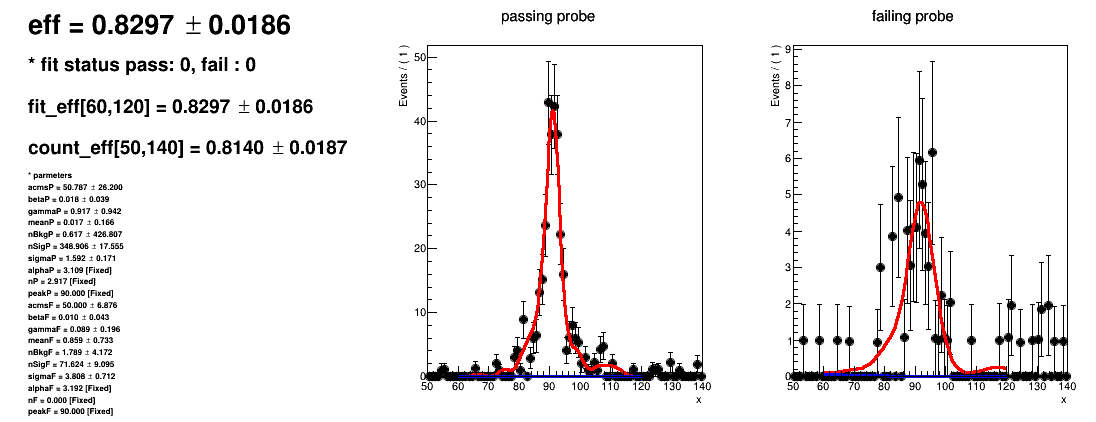 eff = 0.8297 ± 0.0186
* fit status pass: 0, fail : 0
fit_eff[60,120] = 0.8297 ± 0.0186
count_eff[50,140] = 0.8140 ± 0.0187
* parmeters
acmsP = 50.787 ± 26.200
betaP = 0.018 ± 0.039
gammaP = 0.917 ± 0.942
meanP = 0.017 ± 0.166
nBkgP = 0.617 ± 426.807
nSigP = 348.906 ± 17.555
sigmaP = 1.592 ± 0.171
alphaP = 3.109 [Fixed]
nP = 2.917 [Fixed]
peakP = 90.000 [Fixed]
acmsF = 50.000 ± 6.876
betaF = 0.010 ± 0.043
gammaF = 0.089 ± 0.196
meanF = 0.859 ± 0.733
nBkgF = 1.789 ± 4.172
nSigF = 71.624 ± 9.095
sigmaF = 3.808 ± 0.712
alphaF = 3.192 [Fixed]
nF = 0.000 [Fixed]
peakF = 90.000 [Fixed]
passing probe
Events / ( 1 )
50
40
30
20
10
0
50 60 70 80 90 100 110 120 130 140
x
failing probe
Events / ( 1 )
9
8
7
6
5
4
3
2
1
0
50 60 70 80 90 100 110 120 130 140
x